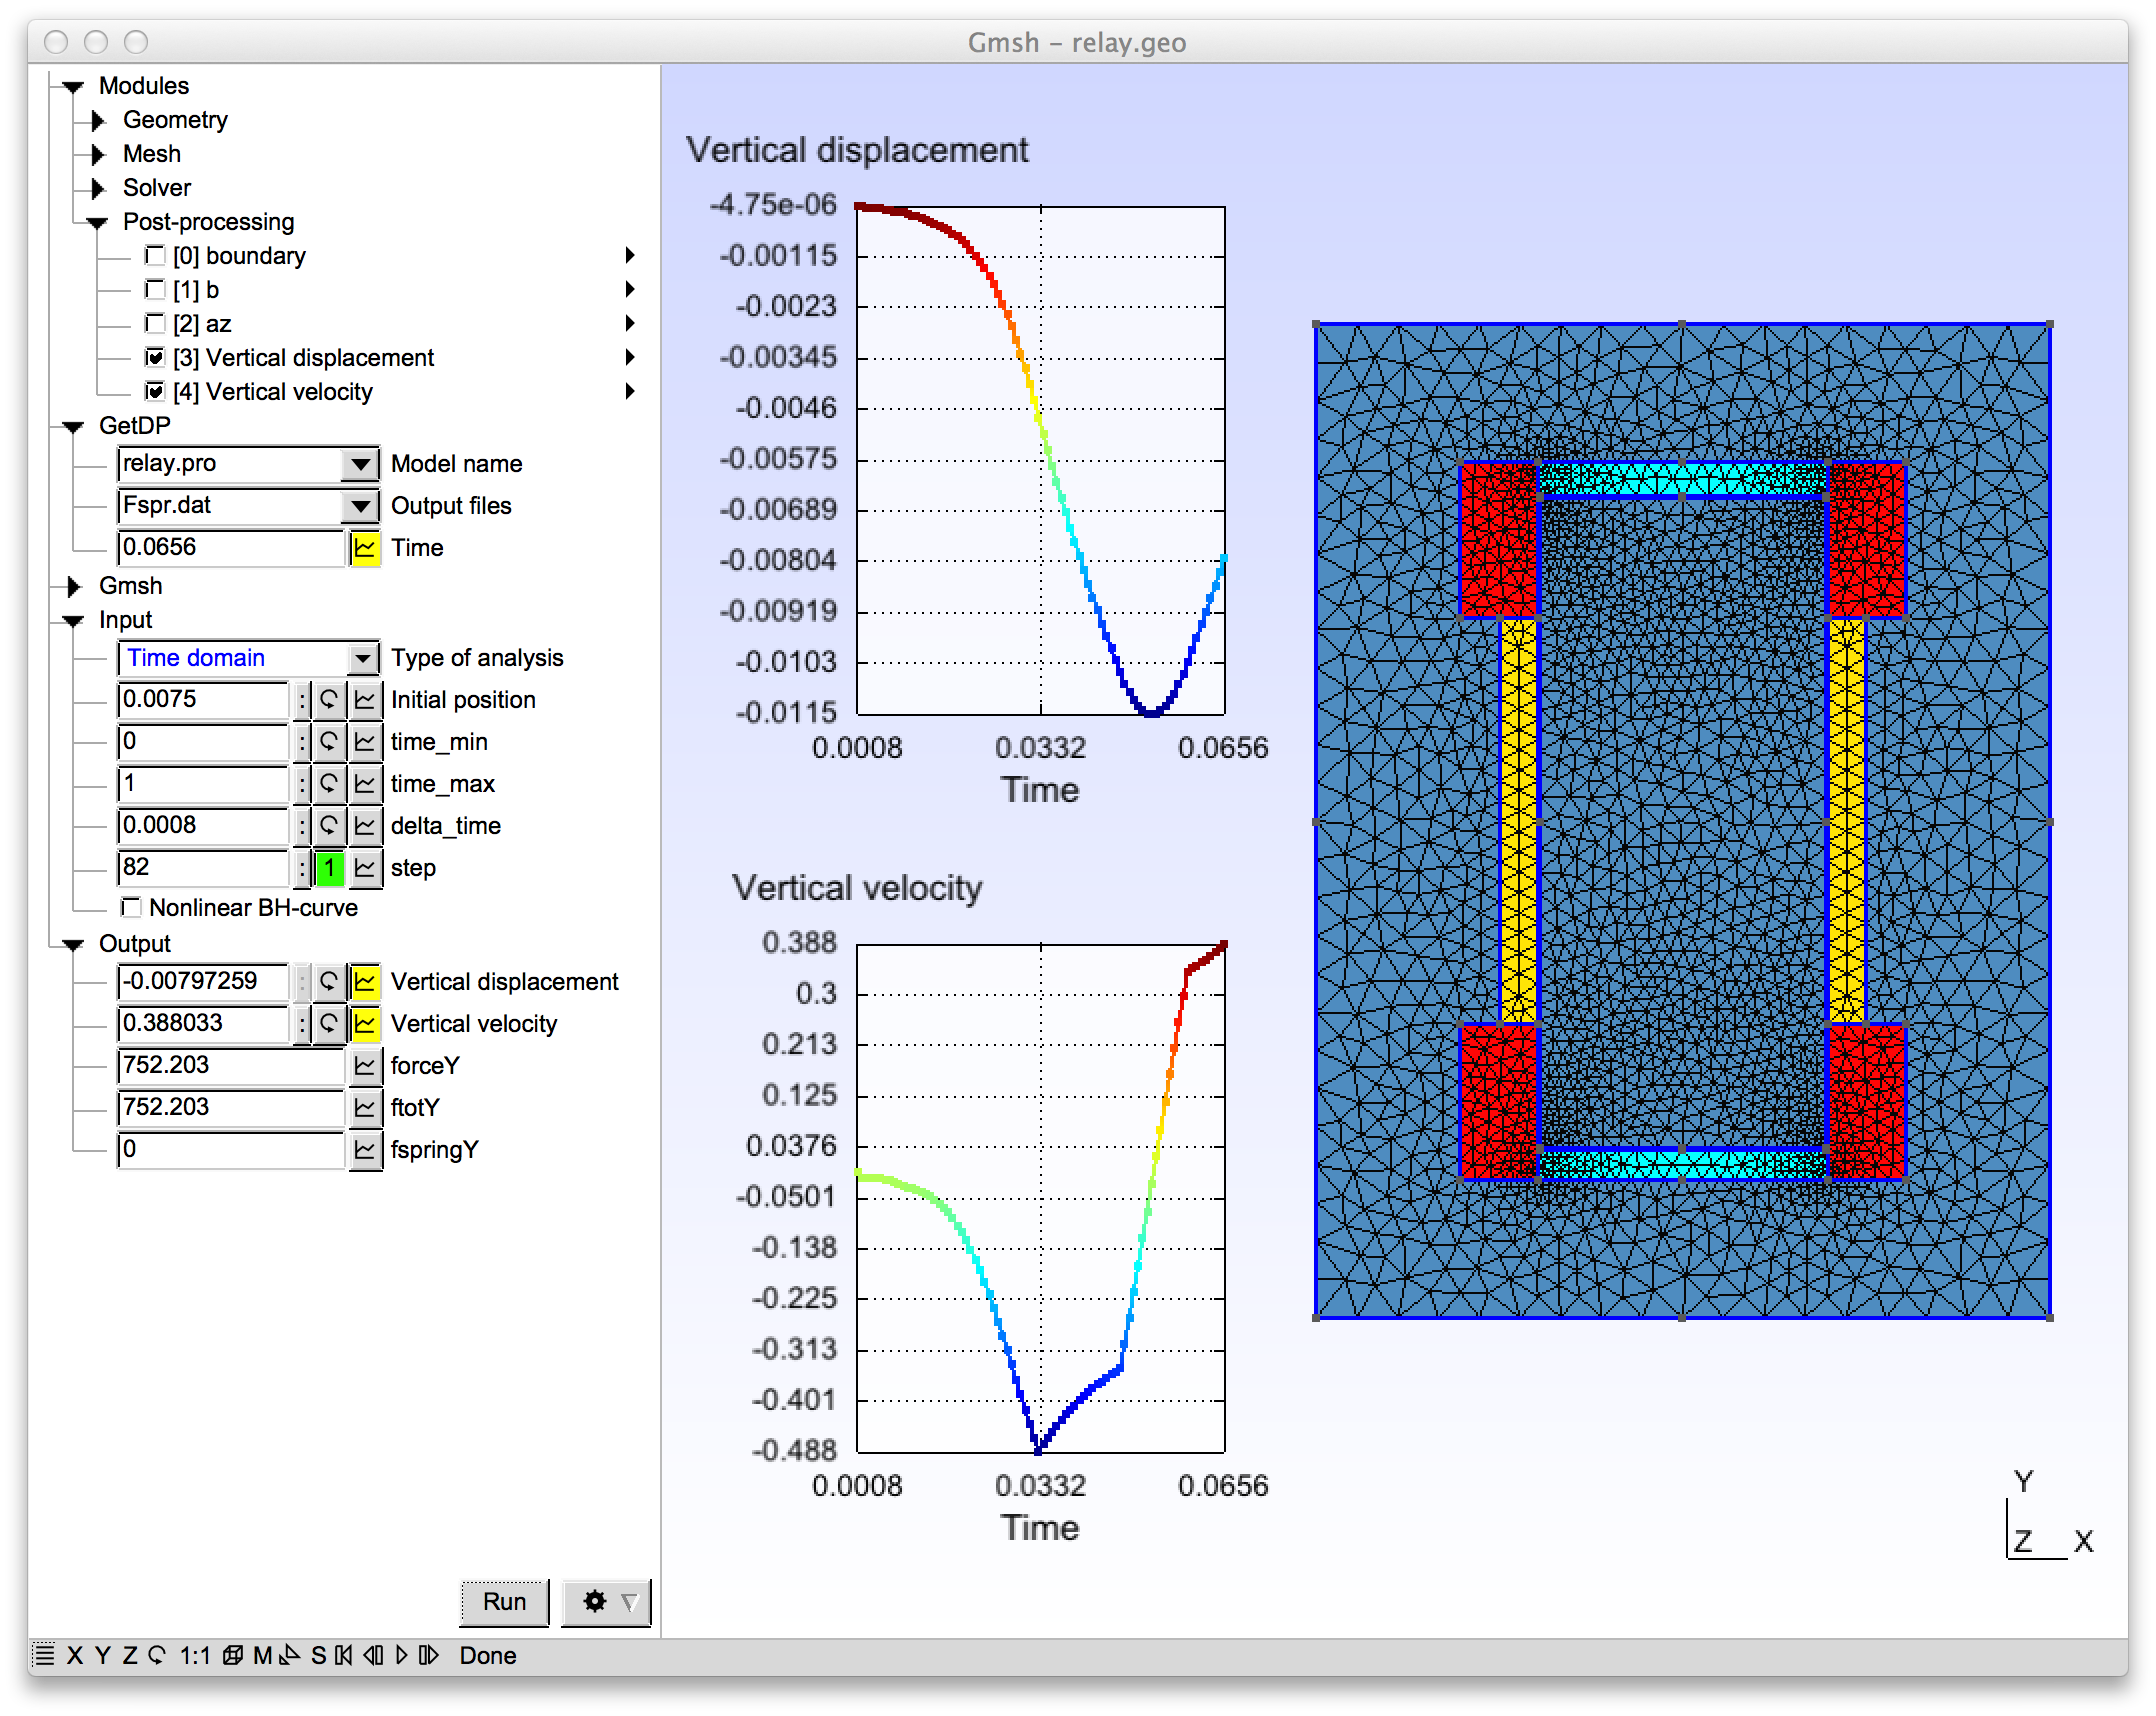 Gmsh - relay.geo
Modules
Geometry
Mesh
Solver
Post-processing
[0] boundary
[1] b
[2] az
[3] Vertical displacement
[4] Vertical velocity
GetDP
relay.pro Model name
Fspr.dat Output files
0.0656 Time
Gmsh
Input
Time domain Type of analysis
0.0075 : Initial position
0 : time_min
1 : time_max
0.0008 : delta_time
82 : 1 step
Nonlinear BH-curve
Output
-0.00797259 : Vertical displacement
0.388033 : Vertical velocity
752.203 forceY
752.203 ftotY
0 fspringY
Run
Vertical displacement
-4.75e-06
-0.00115
-0.0023
-0.00345
-0.0046
-0.00575
-0.00689
-0.00804
-0.00919
-0.0103
-0.0115
0.0008 0.0332 0.0656
Time
Vertical velocity
0.388
0.3
0.213
0.125
0.0376
-0.0501
-0.138
-0.225
-0.313
-0.401
-0.488
0.0008 0.0332 0.0656
Time
Y
Z X
X Y Z 1:1 M S Done